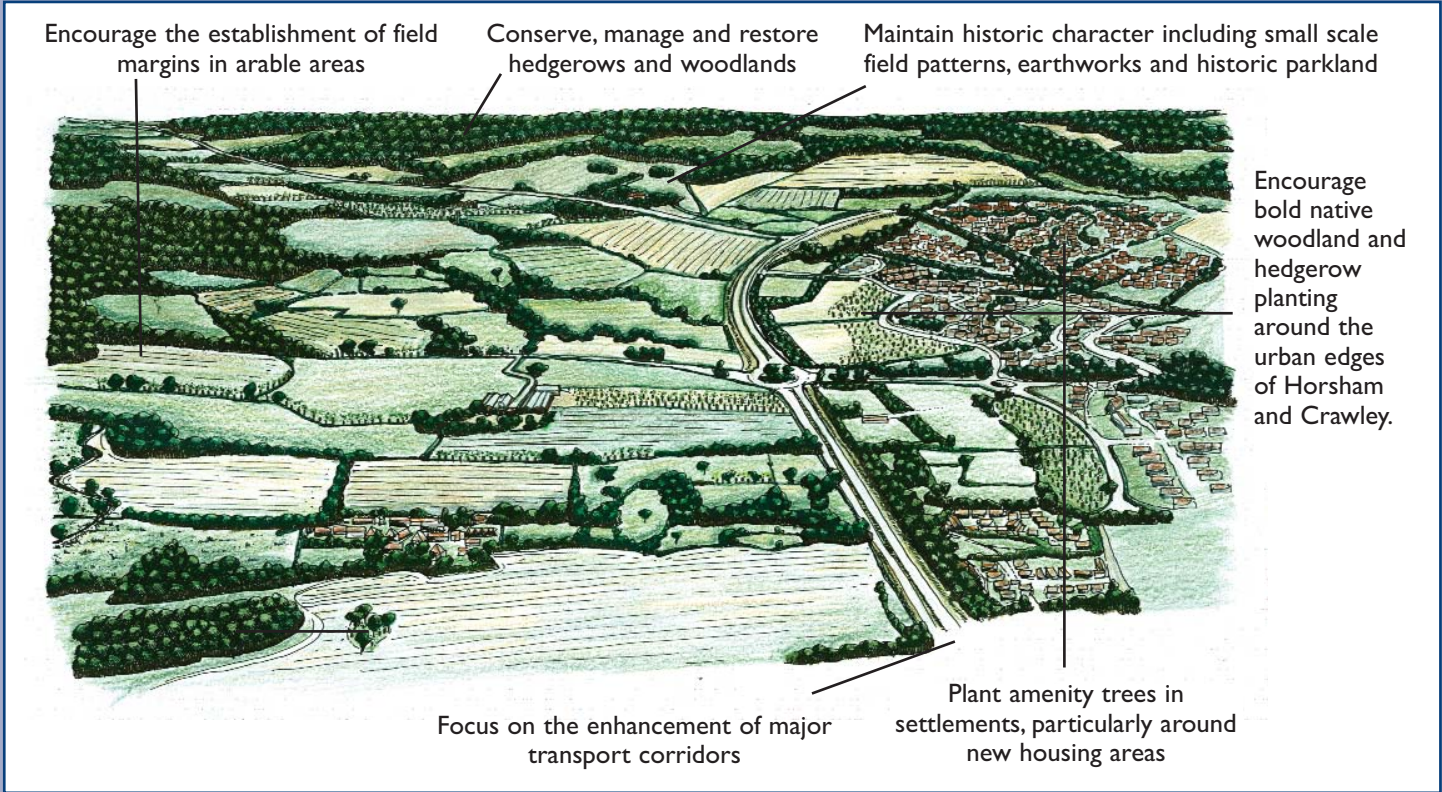 Encourage the establishment of field
margins in arable areas
Conserve, manage and restore
hedgerows and woodlands
Maintain historic character including small scale
field patterns, earthworks and historic parkland
Encourage
bold native
woodland and
hedgerow
planting
around the
urban edges
of Horsham
and Crawley.
Focus on the enhancement of major
transport corridors
Plant amenity trees in
settlements, particularly around
new housing areas